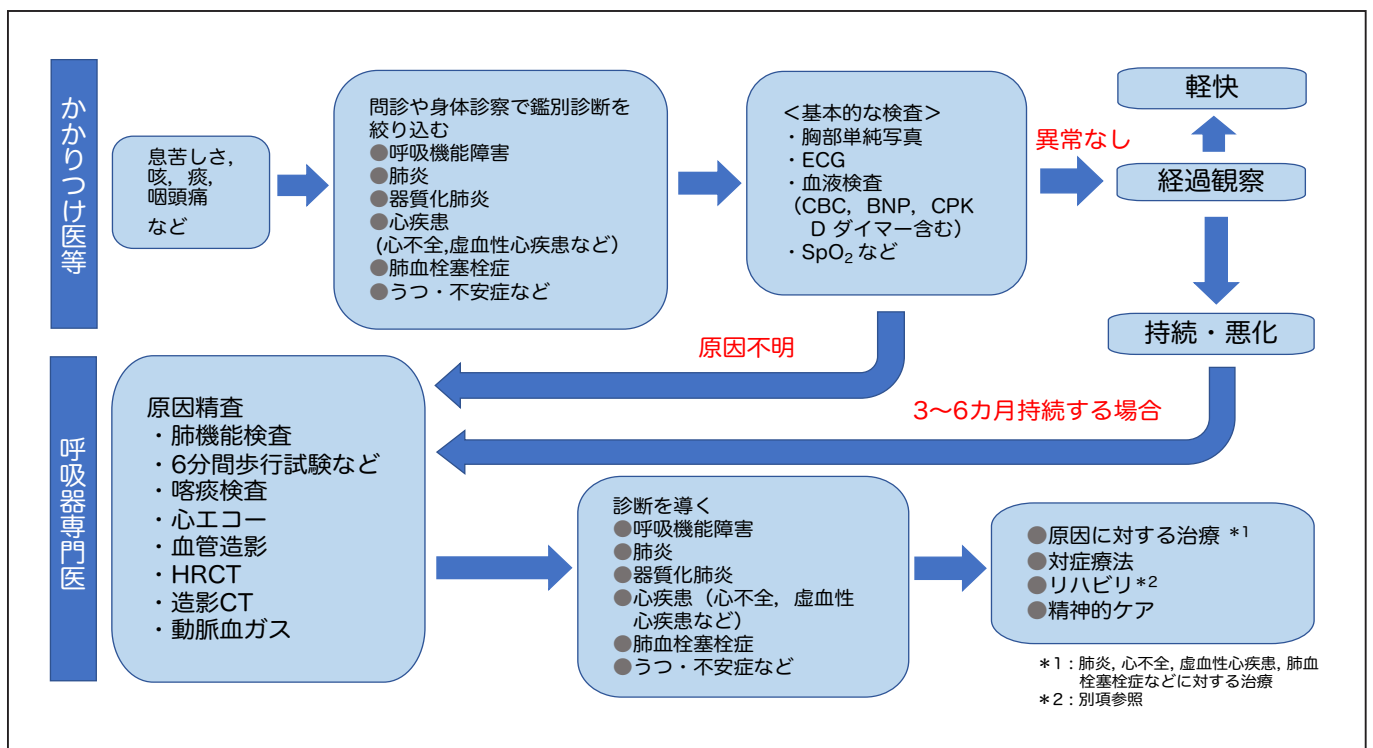 かかりつけ医等
息苦しさ,
咳，痰，
咽頭痛
など
問診や身体診察で鑑別診断を
絞り込む
●呼吸機能障害
●肺炎
●器質化肺炎
●心疾患
(心不全,虚血性心疾患など）
●肺血栓塞栓症
●うつ・不安症など
＜基本的な検査＞
・胸部単純写真
・ECG
・血液検査
（CBC，BNP，CPK
D ダイマー含む）
・SpO₂ など
異常なし
軽快
経過観察
持続・悪化
原因不明
3〜6カ月持続する場合
呼吸器専門医
原因精査
・肺機能検査
・6分間歩行試験など
・喀痰検査
・心エコー
・血管造影
・HRCT
・造影CT
・動脈血ガス
診断を導く
●呼吸機能障害
●肺炎
●器質化肺炎
●心疾患（心不全，虚血性
心疾患など）
●肺血栓塞栓症
●うつ・不安症など
●原因に対する治療 *1
●対症療法
●リハビリ*2
●精神的ケア
＊1：肺炎, 心不全, 虚血性心疾患, 肺血
栓塞栓症などに対する治療
＊2：別項参照